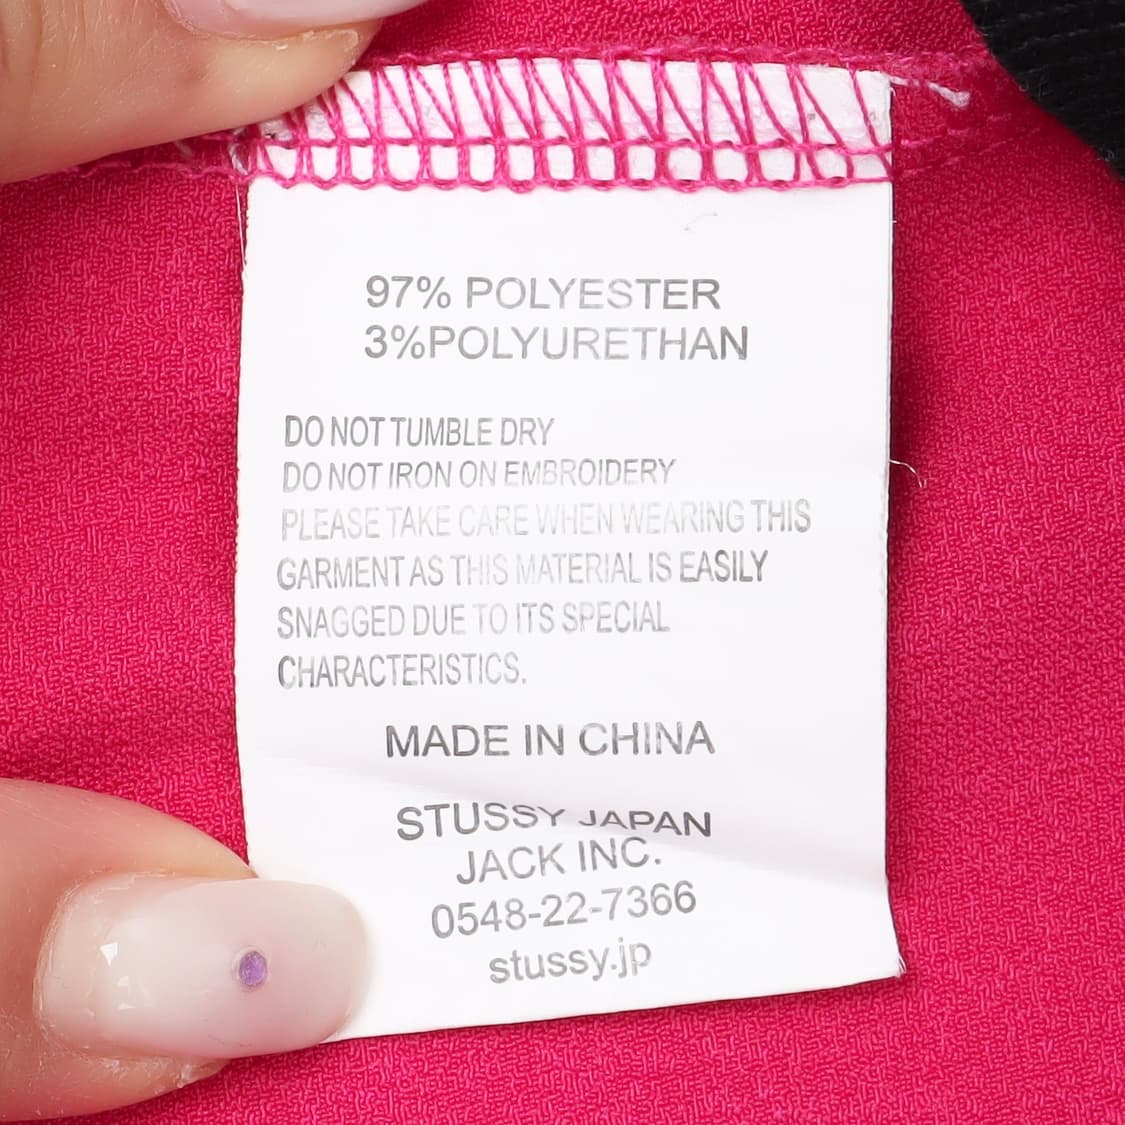 97% POLYESTER
3%POLYURETHAN
DO NOT TUMBLE DRY
DO NOT IRON ON EMBROIDERY
PLEASE TAKE CARE WHEN WEARING THIS
GARMENT AS THIS MATERIAL IS EASILY
SNAGGED DUE TO ITS SPECIAL
CHARACTERISTICS.
MADE IN CHINA
STUSSY JAPAN
JACK INC.
0548-22-7366
stussy.jp